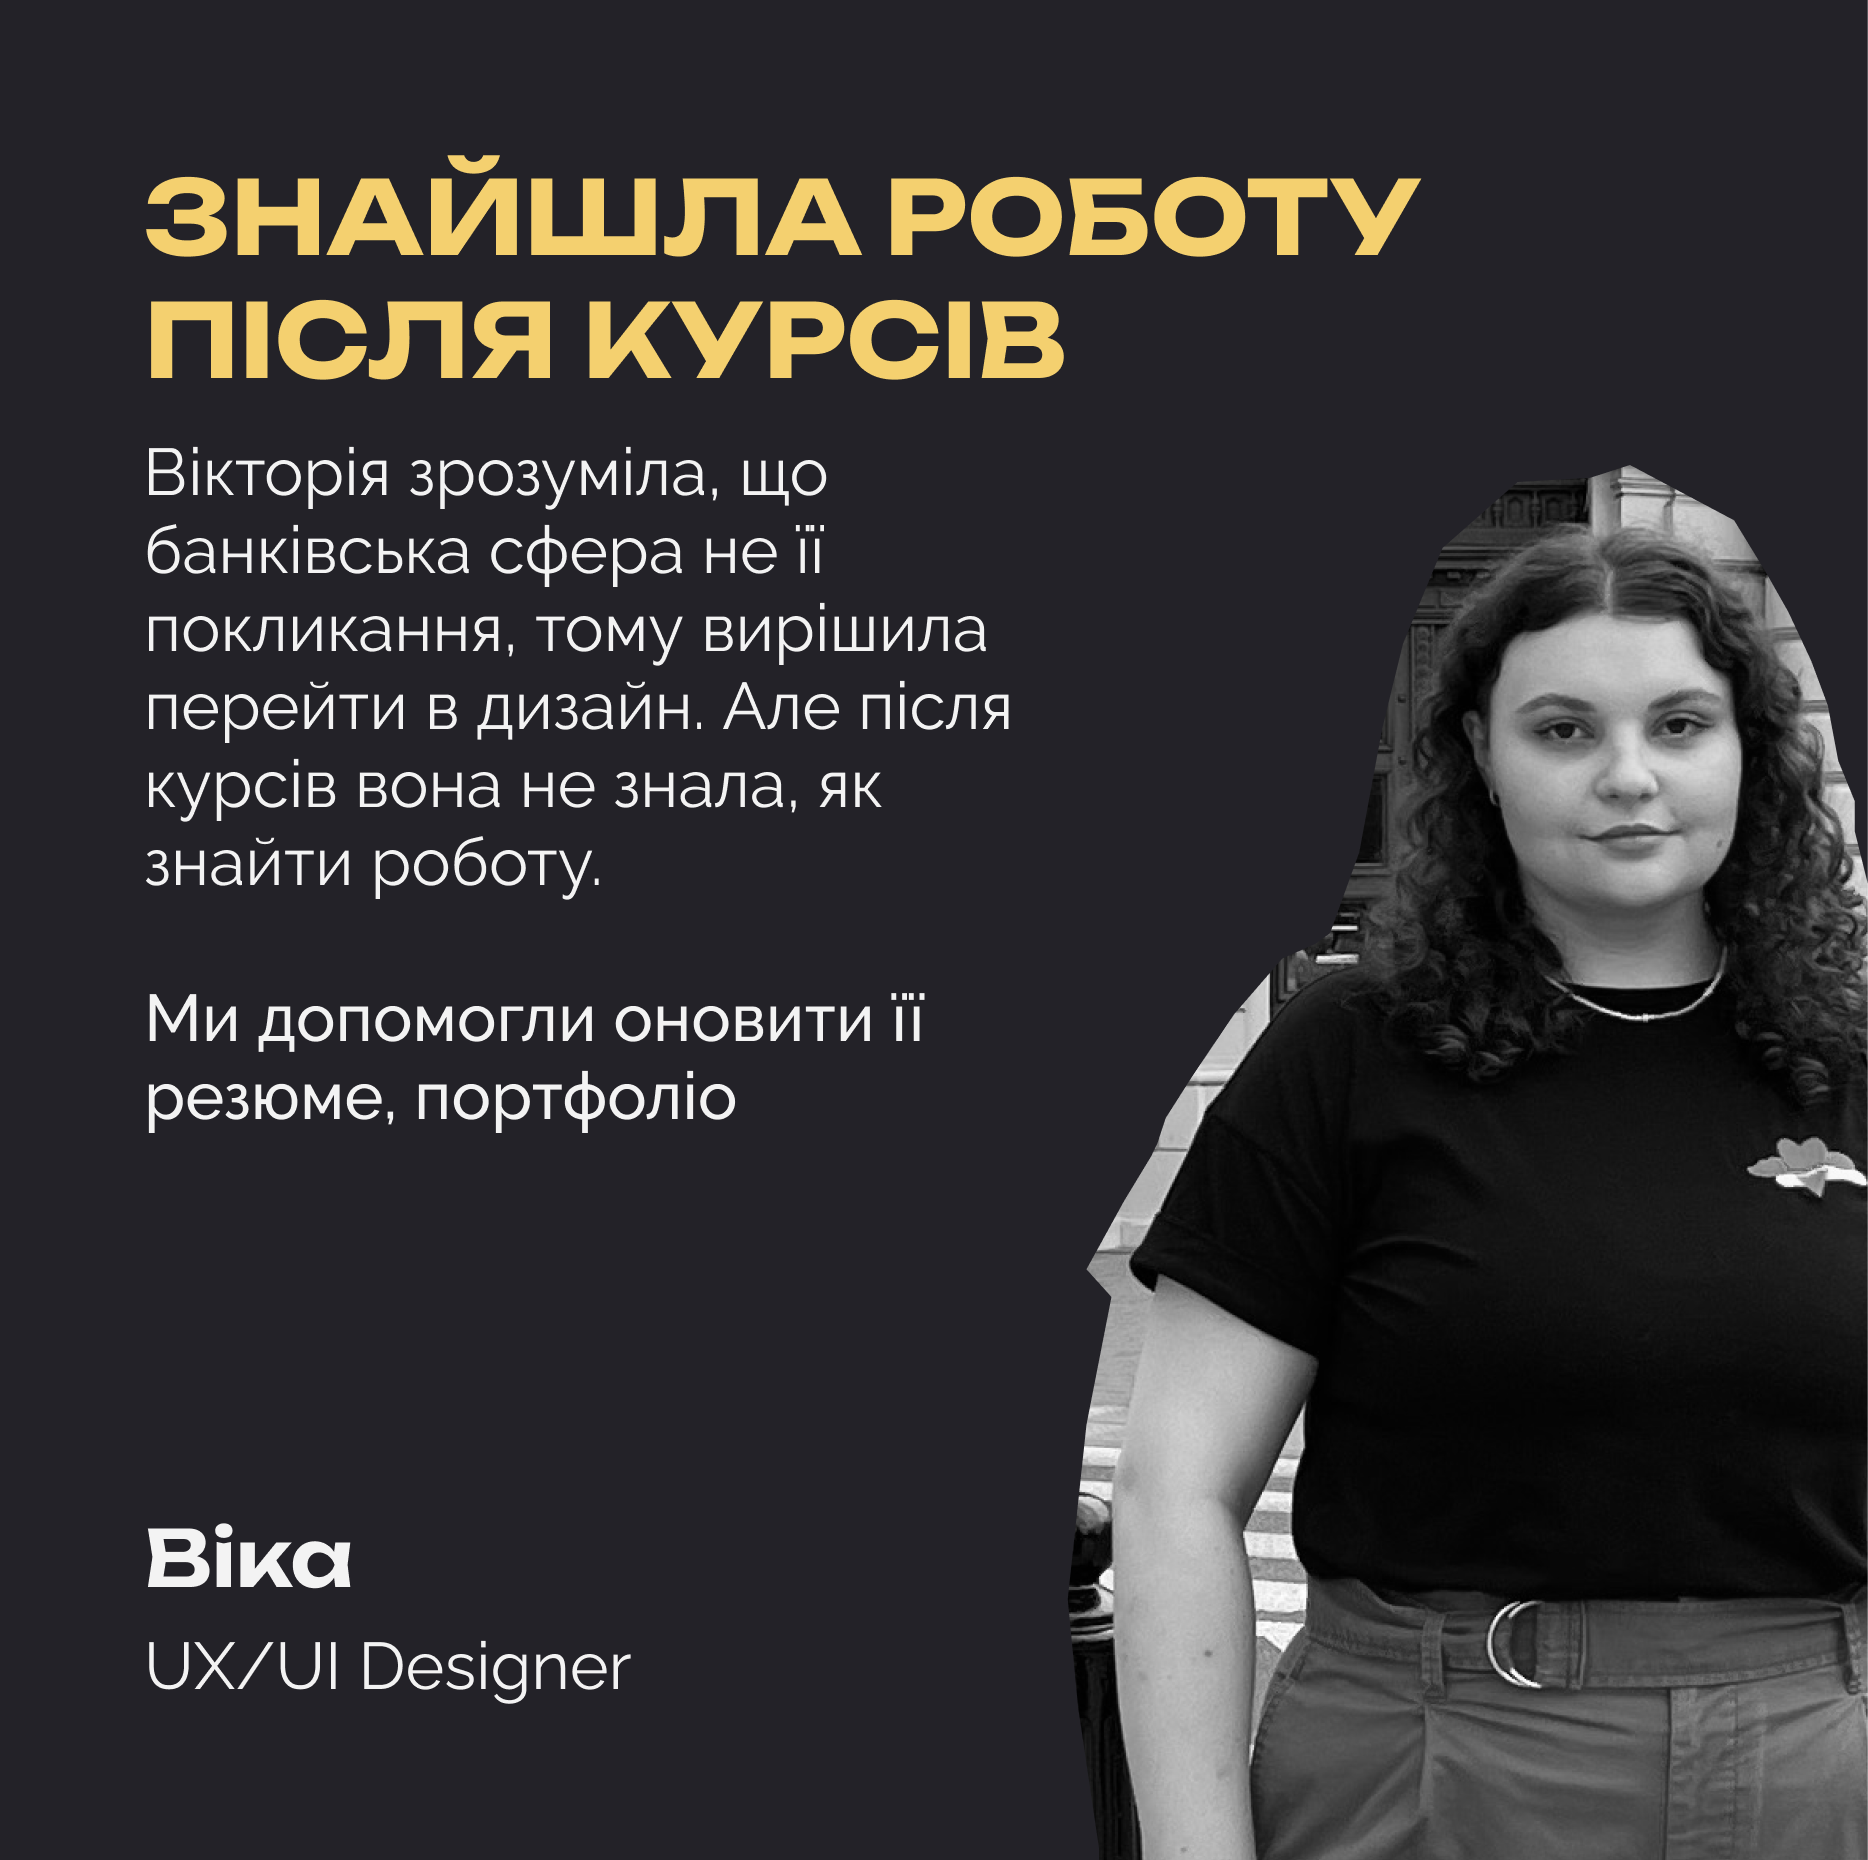 ЗНАЙШЛА РОБОТУ
ПІСЛЯ КУРСІВ
Вікторія зрозуміла, що
банківська сфера не її
покликання, тому вирішила
перейти в дизайн. Але після
курсів вона не знала, як
знайти роботу.
Ми допомогли оновити її
резюме, портфоліо
Віка
UX/UI Designer